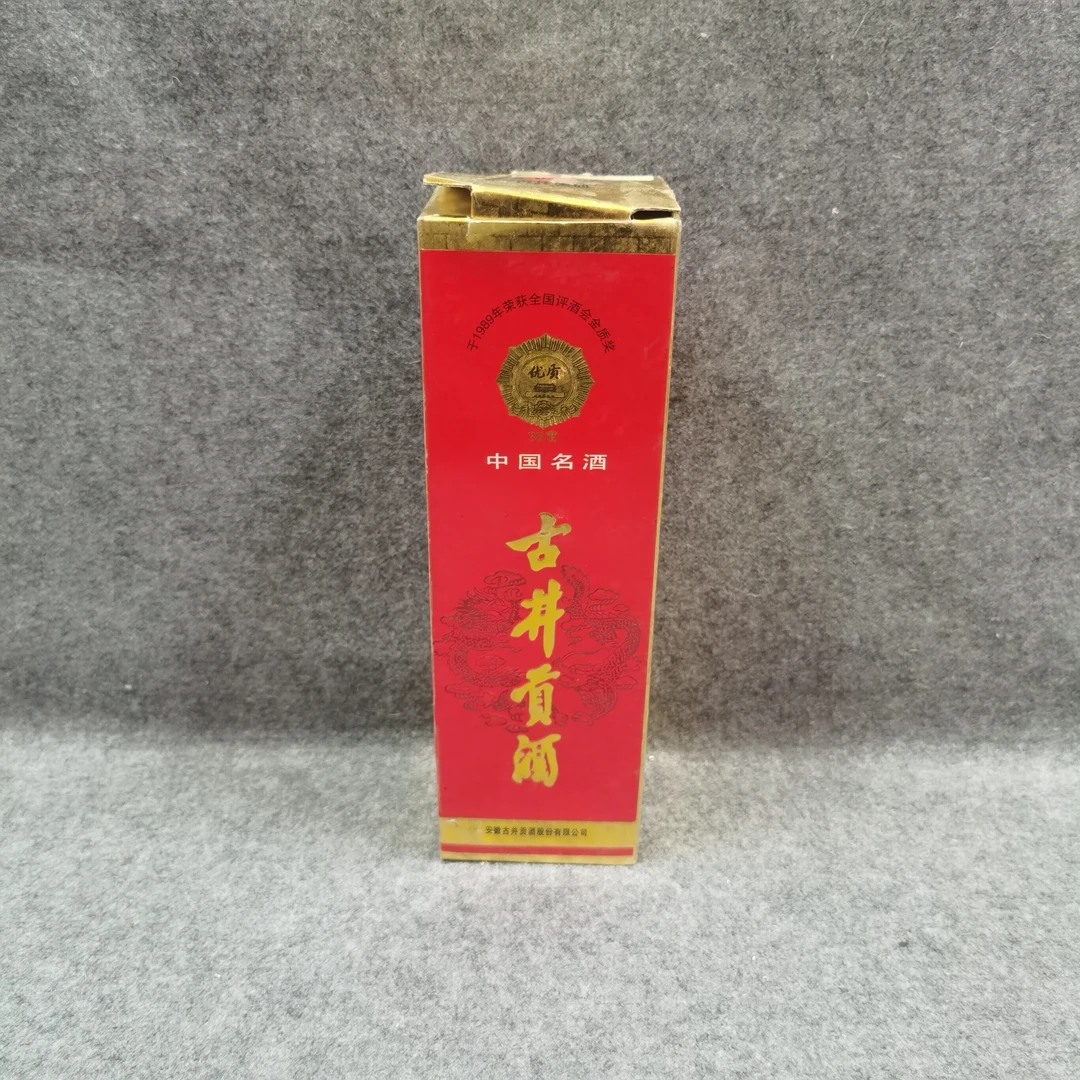 于1989年荣获全国评酒会金质奖
优质
中国名酒
古井贡酒
安徽古井贡酒股份有限公司